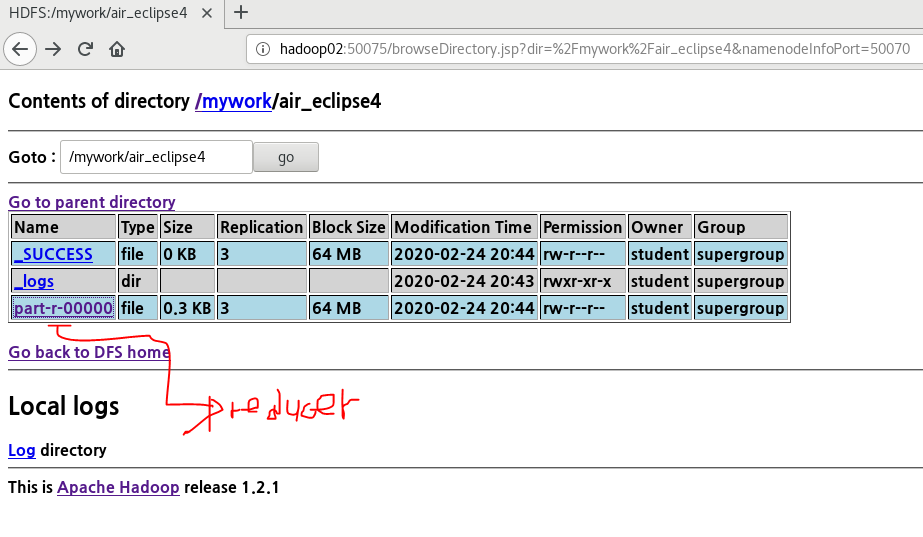 HDFS:/mywork/air_eclipse4
hadoop02:50075/browseDirectory.jsp?dir=%2Fmywork%2Fair_eclipse4&namenodeInfoPort=50070
Contents of directory /mywork/air_eclipse4
Goto : /mywork/air_eclipse4 go
Go to parent directory
Name Type Size Replication Block Size Modification Time Permission Owner Group
_SUCCESS file 0 KB 3 64 MB 2020-02-24 20:44 rw-r--r-- student supergroup
_logs dir 2020-02-24 20:43 rwxr-xr-x student supergroup
part-r-00000 file 0.3 KB 3 64 MB 2020-02-24 20:44 rw-r--r-- student supergroup
Go back to DFS home
reducer
Local logs
Log directory
This is Apache Hadoop release 1.2.1